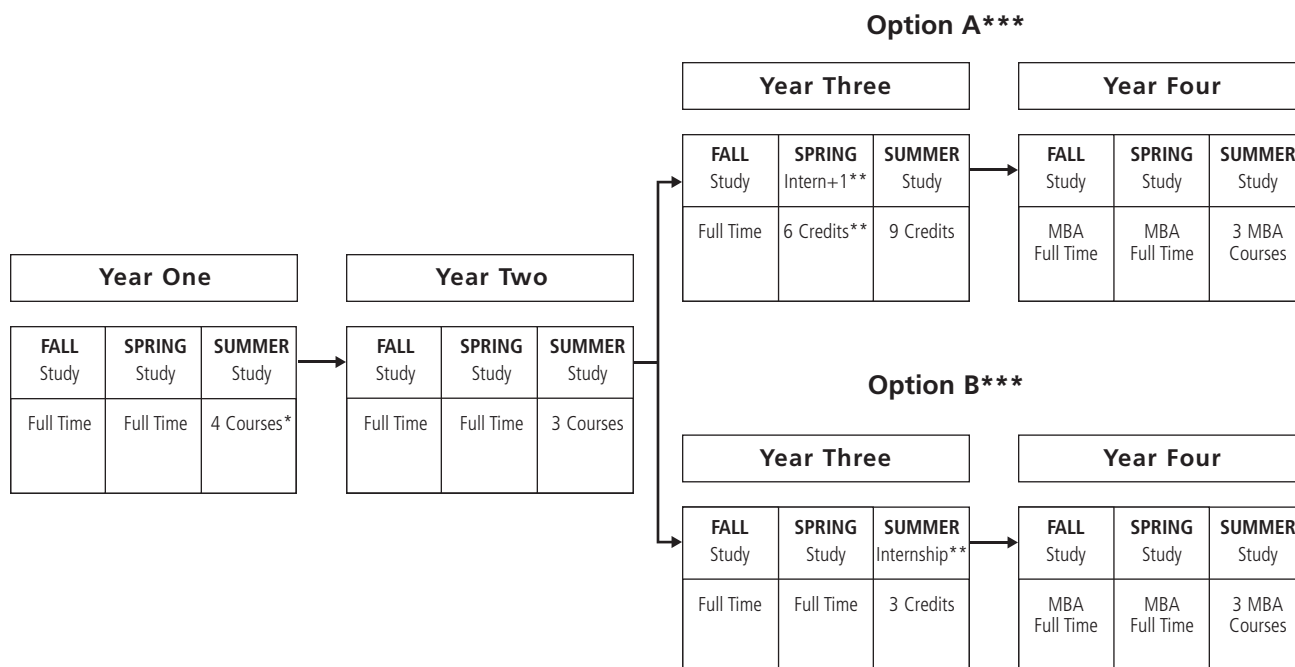 Option A***
Year Three
Year Four
FALL SPRING SUMMER
Study Intern+1** Study
Full Time 6 Credits** 9 Credits
FALL SPRING SUMMER
Study Study Study
MBA MBA 3 MBA
Full Time Full Time Courses
Year One
Year Two
FALL SPRING SUMMER
Study Study Study
Full Time Full Time 4 Courses*
FALL SPRING SUMMER
Study Study Study
Full Time Full Time 3 Courses
Option B***
Year Three
Year Four
FALL SPRING SUMMER
Study Study Internship**
Full Time Full Time 3 Credits
FALL SPRING SUMMER
Study Study Study
MBA MBA 3 MBA
Full Time Full Time Courses